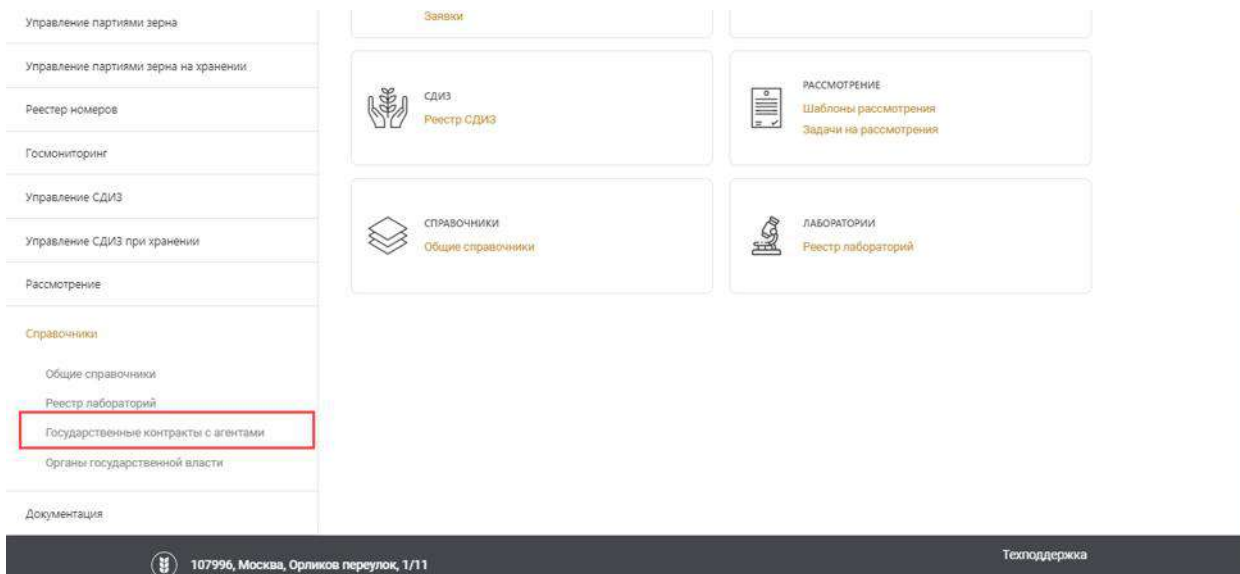 Управление партиями зерна
Управление партиями зерна на хранении
Реестер номеров
Госмониторинг
Управление СДИЗ
Управление СДИЗ при хранении
Рассмотрение
Справочники
Общие справочники
Реестр лабораторий
Государственные контракты с агентами
Органы государственной власти
Документация
Заявки
СДИЗ
Реестр СДИЗ
РАССМОТРЕНИЕ
Шаблоны рассмотрения
Задачи на рассмотрения
СПРАВОЧНИКИ
Общие справочники
ЛАБОРАТОРИИ
Реестр лабораторий
107996, Москва, Орликов переулок, 1/11
Техподдержка